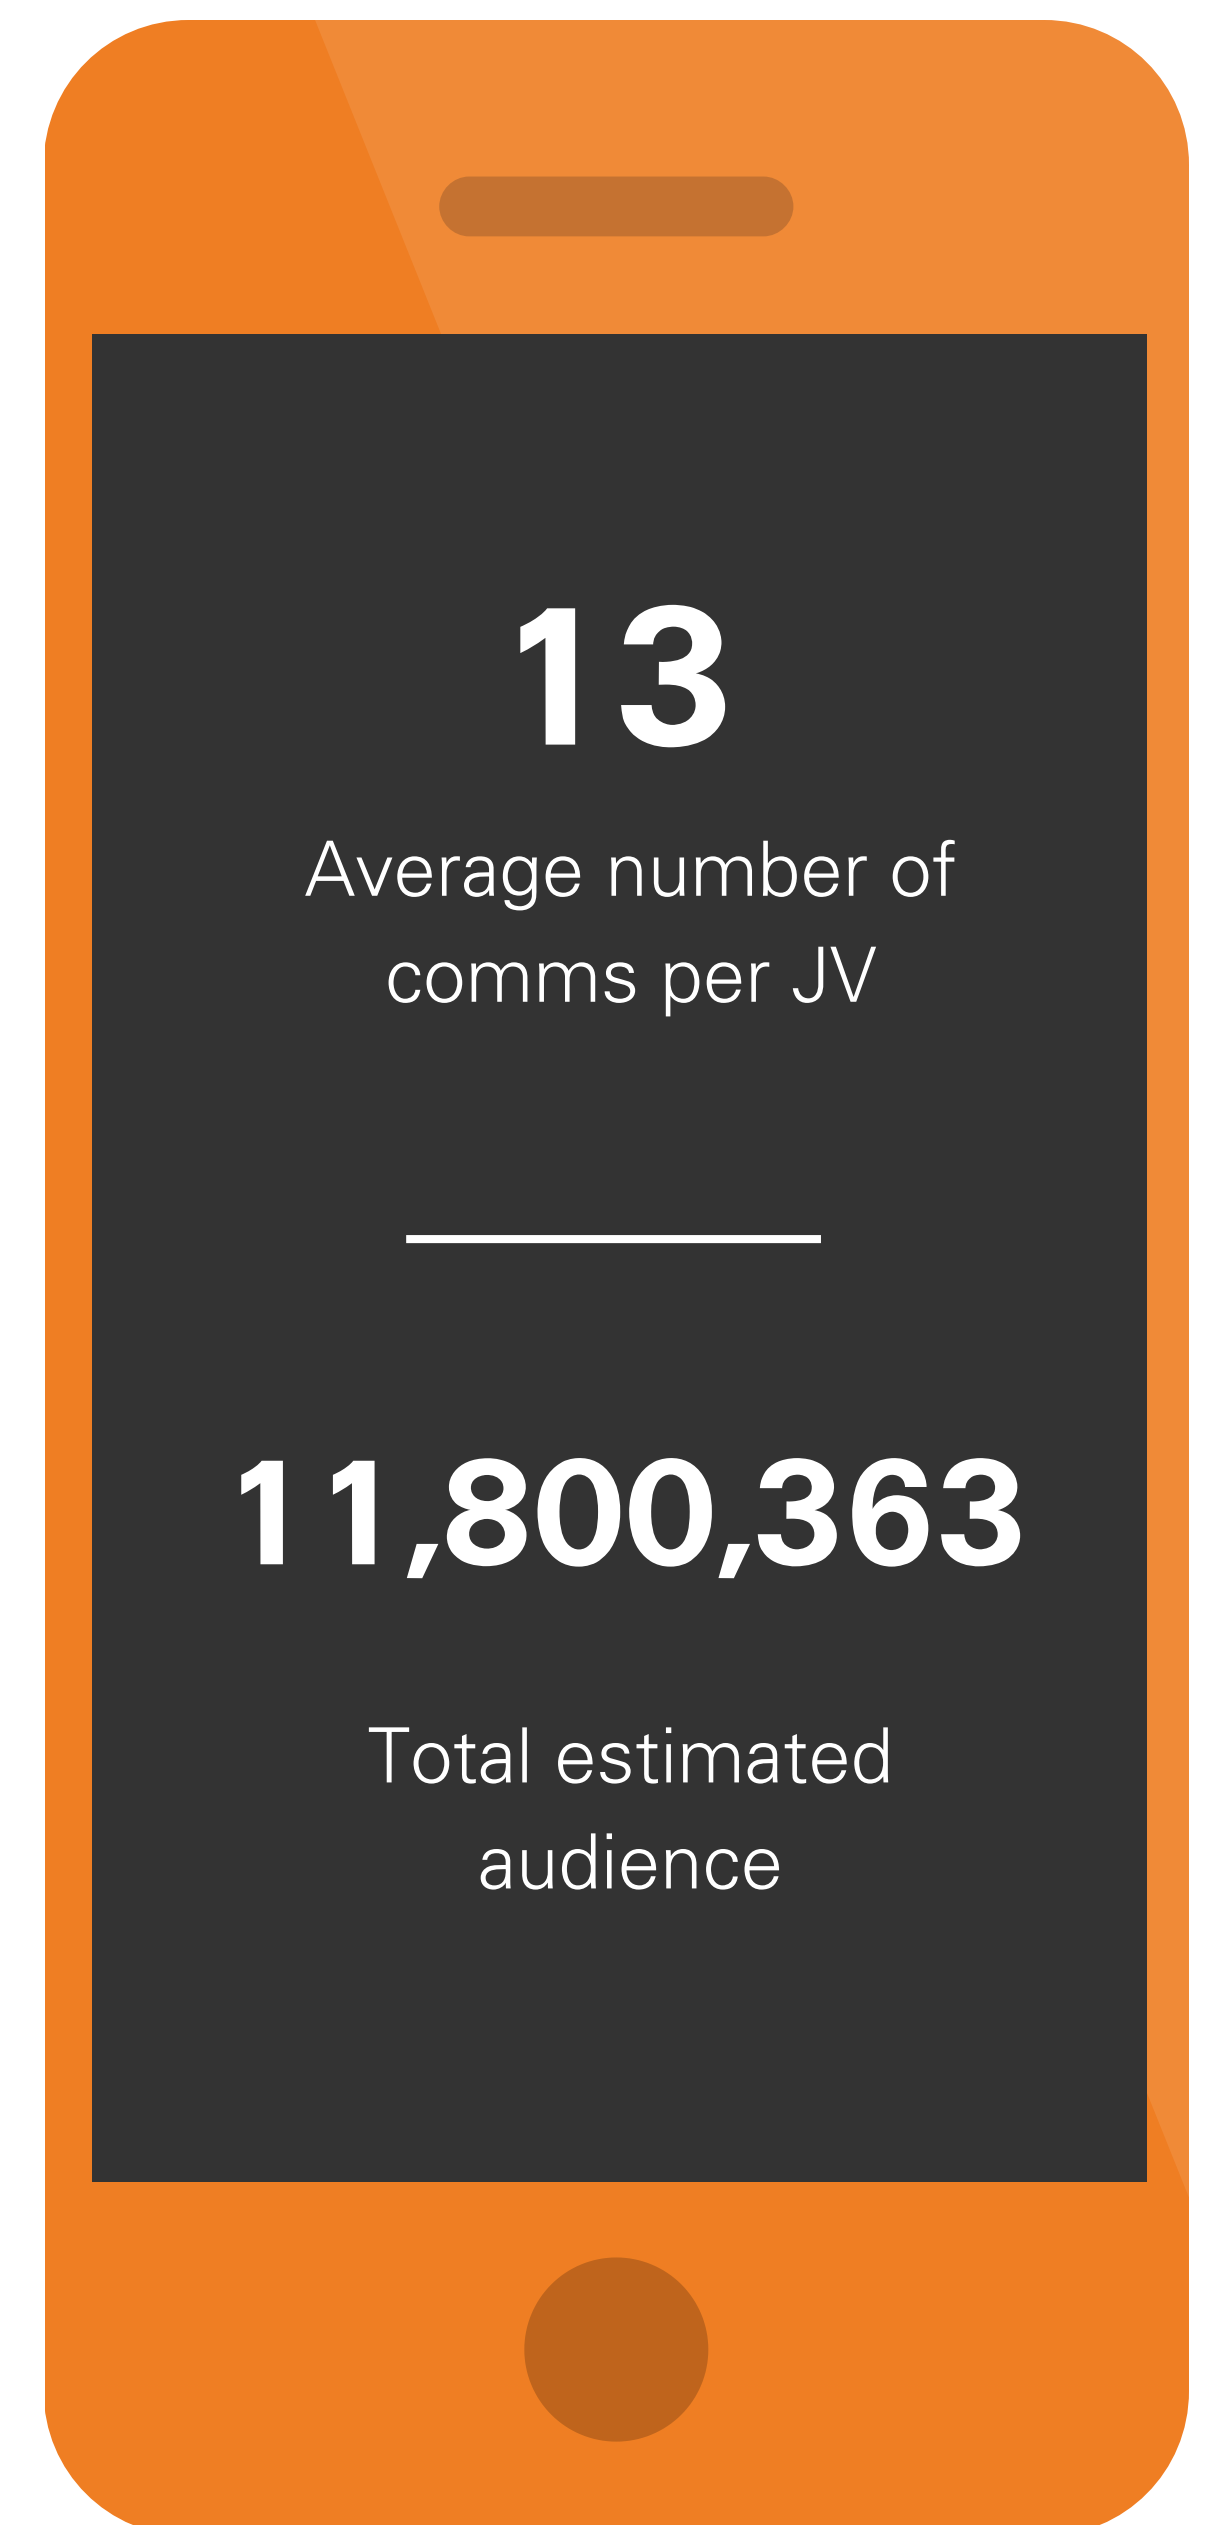 13
Average number of
comms per JV
11,800,363
Total estimated
audience